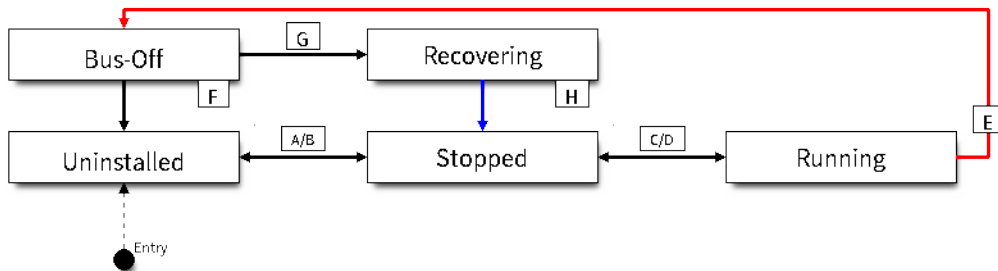 G
Bus-Off
Recovering
F
H
E
A/B
C/D
Uninstalled
Stopped
Running
Entry